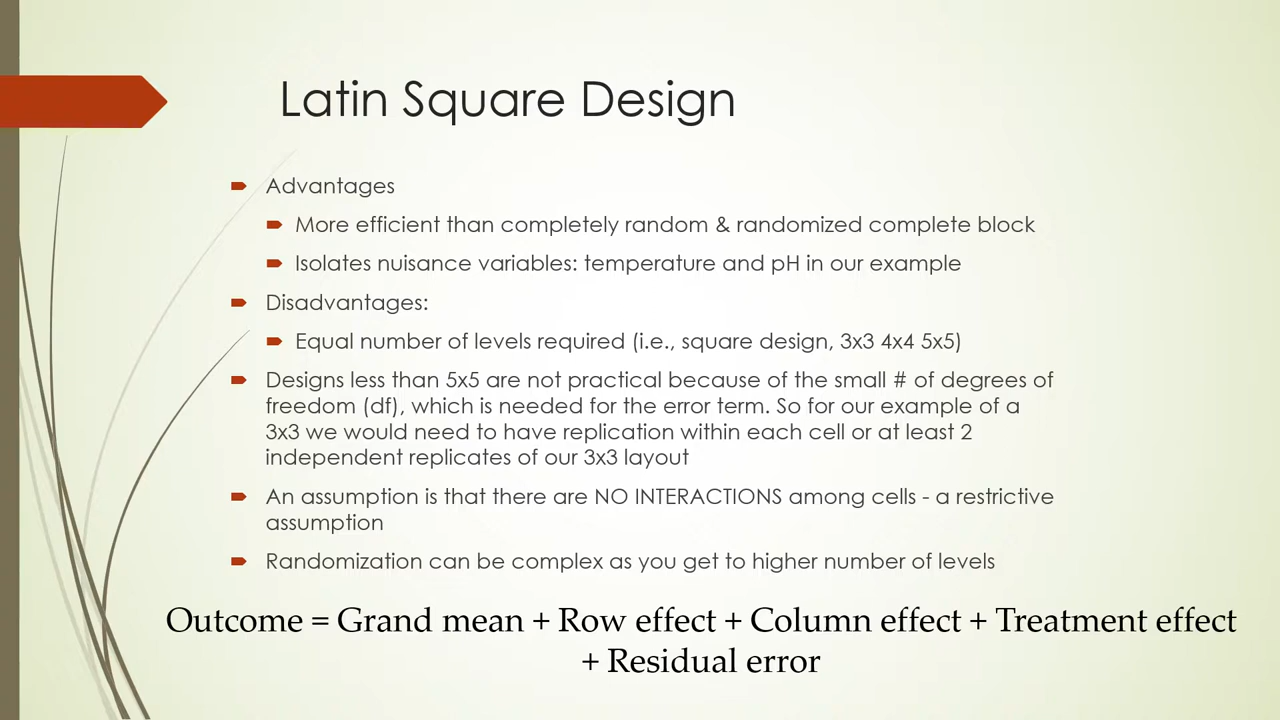 Latin Square Design
Advantages
More efficient than completely random & randomized complete block
Isolates nuisance variables: temperature and pH in our example
Disadvantages:
Equal number of levels required (i.e., square design, 3x3 4x4 5x5)
Designs less than 5x5 are not practical because of the small # of degrees of
freedom (df), which is needed for the error term. So for our example of a
3x3 we would need to have replication within each cell or at least 2
independent replicates of our 3x3 layout
An assumption is that there are NO INTERACTIONS among cells - a restrictive
assumption
Randomization can be complex as you get to higher number of levels
Outcome = Grand mean + Row effect + Column effect + Treatment effect
+ Residual error